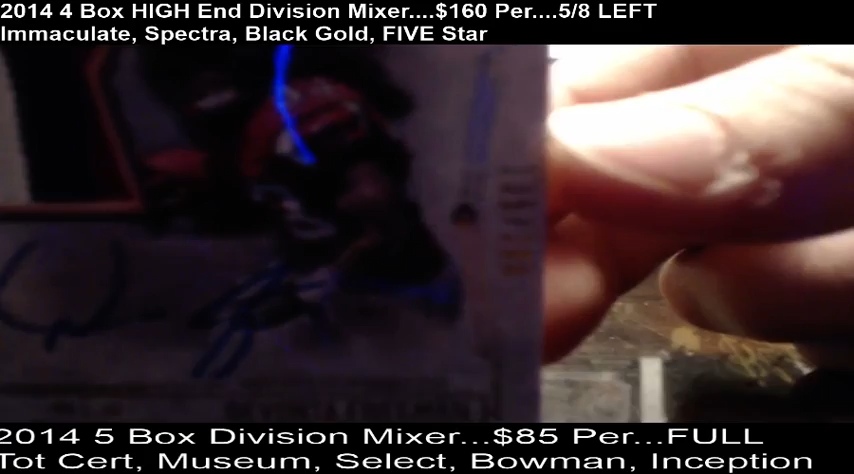 2014 4 Box HIGH End Division Mixer....$160 Per....5/8 LEFT
Immaculate, Spectra, Black Gold, FIVE Star
2014 5 Box Division Mixer...$85 Per...FULL
Tot Cert, Museum, Select, Bowman, Inception